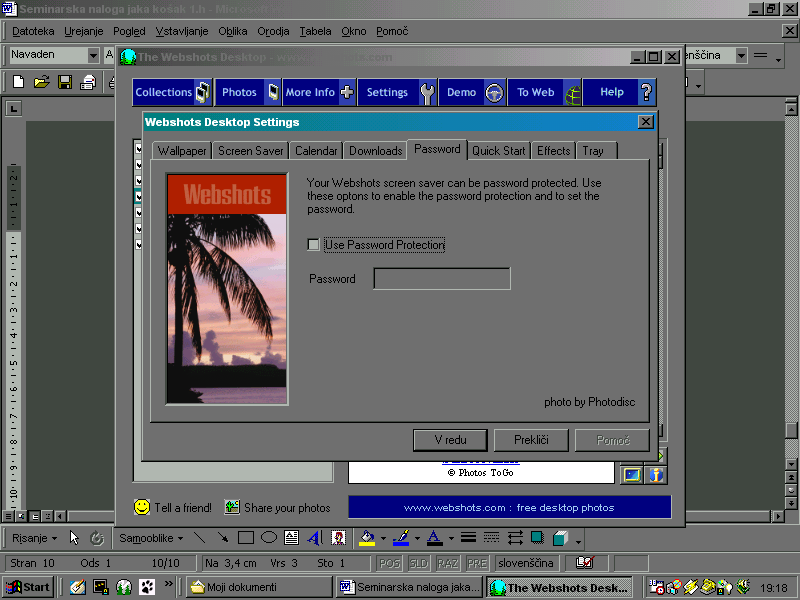 Seminarska naloga jaka košak 1.h - Microsoft
Datoteka Urejanje Pogled Vstavljanje Oblika Orodja Tabela Okno Pomoč
Navaden
The Webshots Desktop - www.webshots.com
Collections Photos More Info Settings Demo To Web Help
Webshots Desktop Settings
Wallpaper Screen Saver Calendar Downloads Password Quick Start Effects Tray
Webshots
Your Webshots screen saver can be password protected. Use
these optons to enable the password protection and to set the
password.
Use Password Protection
Password
photo by Photodisc
V redu Prekliči Pomoč
© Photos To Go
Tell a friend! Share your photos
www.webshots.com : free desktop photos
Risanje Samooblike
Stran 10 Ods 1 10/10 Na 3,4 cm Vrs 3 Sto 1 POS SLD RAZ PRE slovenščina
Start Moji dokumenti Seminarska naloga jaka... The Webshots Desk... 19:18